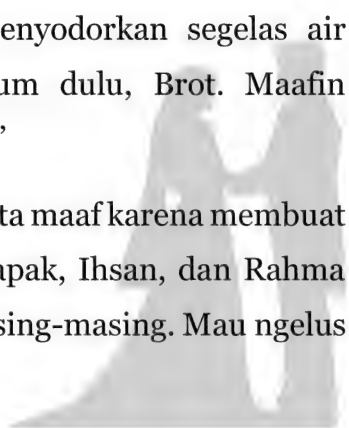 enyodorkan segelas air
um dulu, Brot. Maafin
”
ta maaf karena membuat
apak, Ihsan, dan Rahma
sing-masing. Mau ngelus